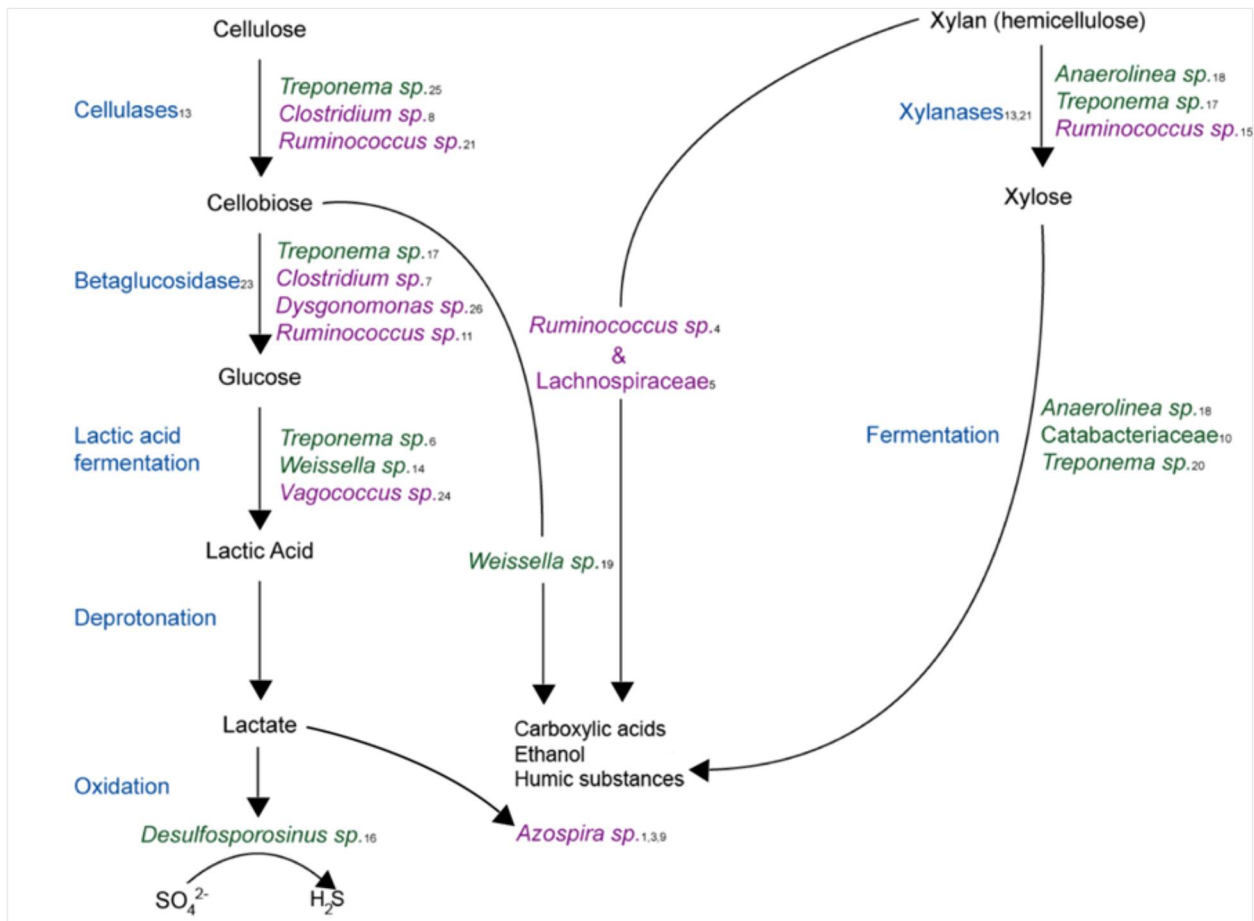 Cellulose
Cellulases13
Treponema sp.25
Clostridium sp.8
Ruminococcus sp.21
Cellobiose
Betaglucosidase23
Treponema sp.17
Clostridium sp.7
Dysgonomonas sp.26
Ruminococcus sp.11
Glucose
Lactic acid
fermentation
Treponema sp.6
Weissella sp.14
Vagococcus sp.24
Lactic Acid
Deprotonation
Lactate
Oxidation
Desulfosporosinus sp.16
SO42-
H2S
Weissella sp.19
Azospira sp.1,3,9
Ruminococcus sp.4
&
Lachnospiraceae5
Carboxylic acids
Ethanol
Humic substances
Xylan (hemicellulose)
Xylanases13,21
Anaerolinea sp.18
Treponema sp.17
Ruminococcus sp.15
Xylose
Fermentation
Anaerolinea sp.18
Catabacteriaceae10
Treponema sp.20